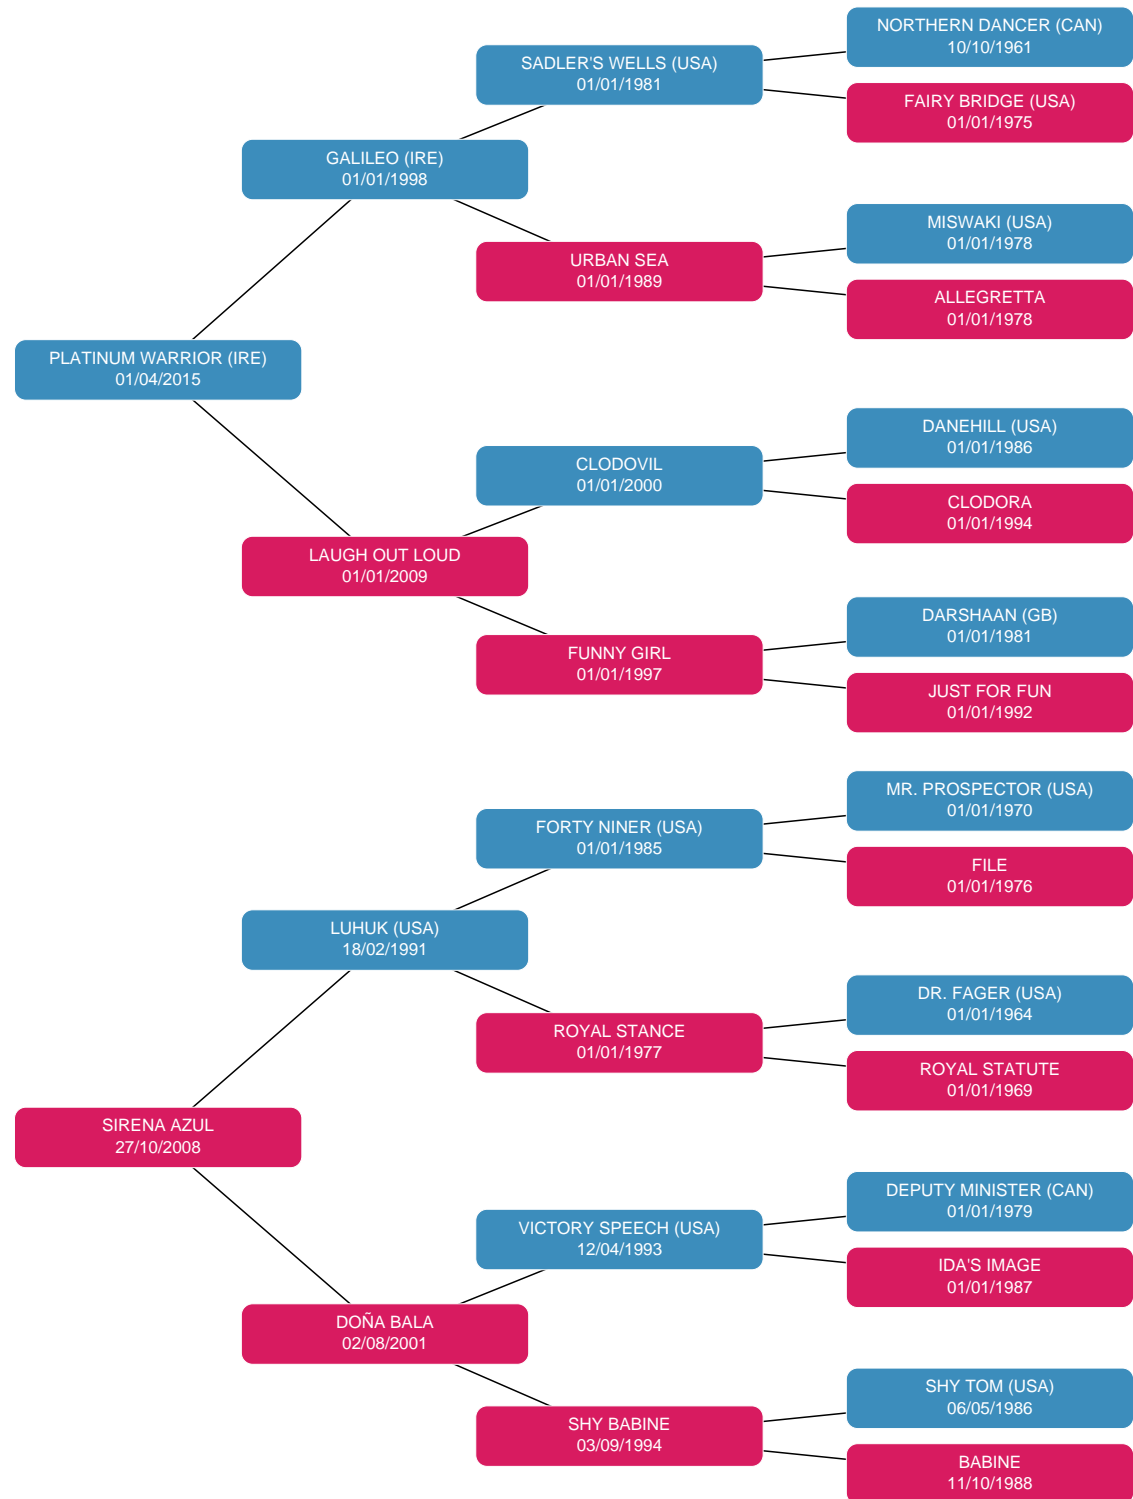 NORTHERN DANCER (CAN)
10/10/1961
SADLER'S WELLS (USA)
01/01/1981
FAIRY BRIDGE (USA)
01/01/1975
GALILEO (IRE)
01/01/1998
MISWAKI (USA)
01/01/1978
URBAN SEA
01/01/1989
ALLEGRETTA
01/01/1978
PLATINUM WARRIOR (IRE)
01/04/2015
DANEHILL (USA)
01/01/1986
CLODOVIL
01/01/2000
CLODORA
01/01/1994
LAUGH OUT LOUD
01/01/2009
DARSHAAN (GB)
01/01/1981
FUNNY GIRL
01/01/1997
JUST FOR FUN
01/01/1992
MR. PROSPECTOR (USA)
01/01/1970
FORTY NINER (USA)
01/01/1985
FILE
01/01/1976
LUHUK (USA)
18/02/1991
DR. FAGER (USA)
01/01/1964
ROYAL STANCE
01/01/1977
ROYAL STATUTE
01/01/1969
SIRENA AZUL
27/10/2008
DEPUTY MINISTER (CAN)
01/01/1979
VICTORY SPEECH (USA)
12/04/1993
IDA'S IMAGE
01/01/1987
DOÑA BALA
02/08/2001
SHY TOM (USA)
06/05/1986
SHY BABINE
03/09/1994
BABINE
11/10/1988